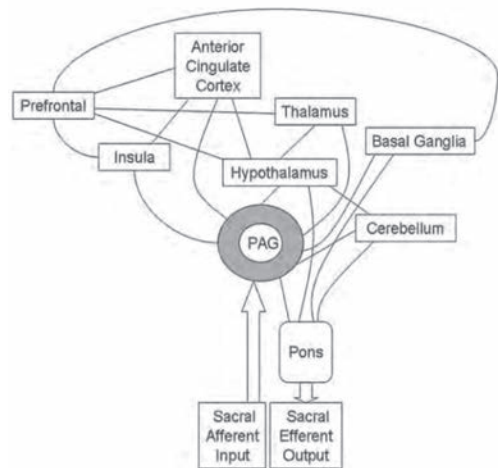 Anterior
Cingulate
Cortex
Prefrontal
Thalamus
Basal Ganglia
Insula
Hypothalamus
PAG
Cerebellum
Pons
Sacral
Afferent
Input
Sacral
Efferent
Output